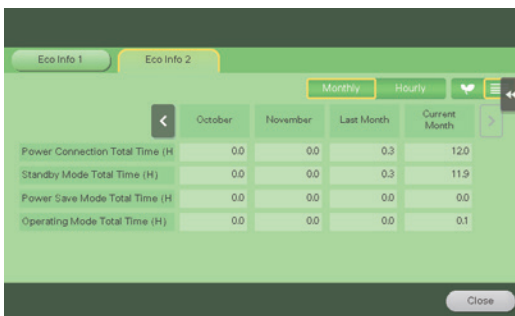 Eco Info 1 Eco Info 2
Monthly Hourly
October November Last Month Current
Month
Power Connection Total Time (H 0.0 0.0 0.3 12.0
Standby Mode Total Time (H) 0.0 0.0 0.3 11.9
Power Save Mode Total Time (H 0.0 0.0 0.0 0.0
Operating Mode Total Time (H) 0.0 0.0 0.0 0.1
Close